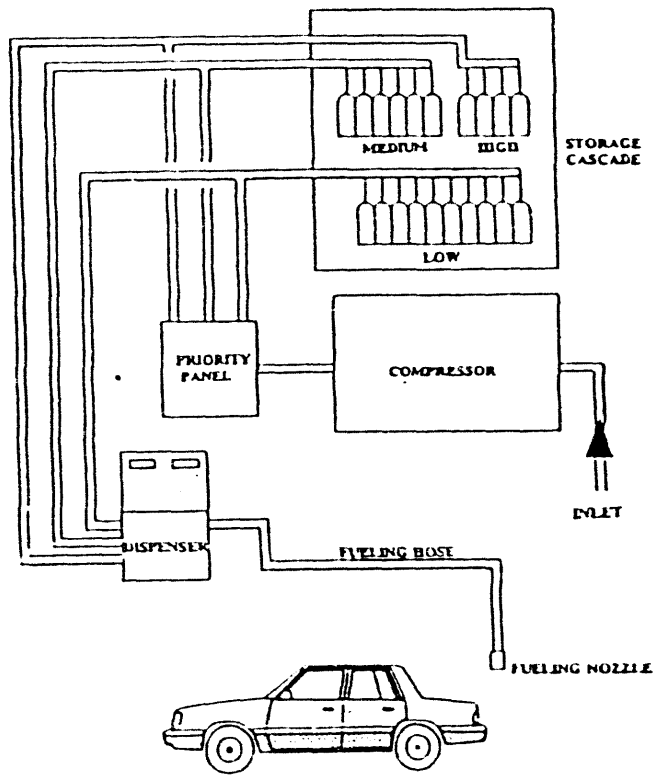 MEDIUM
HIGH
STORAGE
CASCADE
LOW
PRIORITY
PANEL
COMPRESSOR
INLET
DISPENSER
FUELING HOSE
FUELING NOZZLE